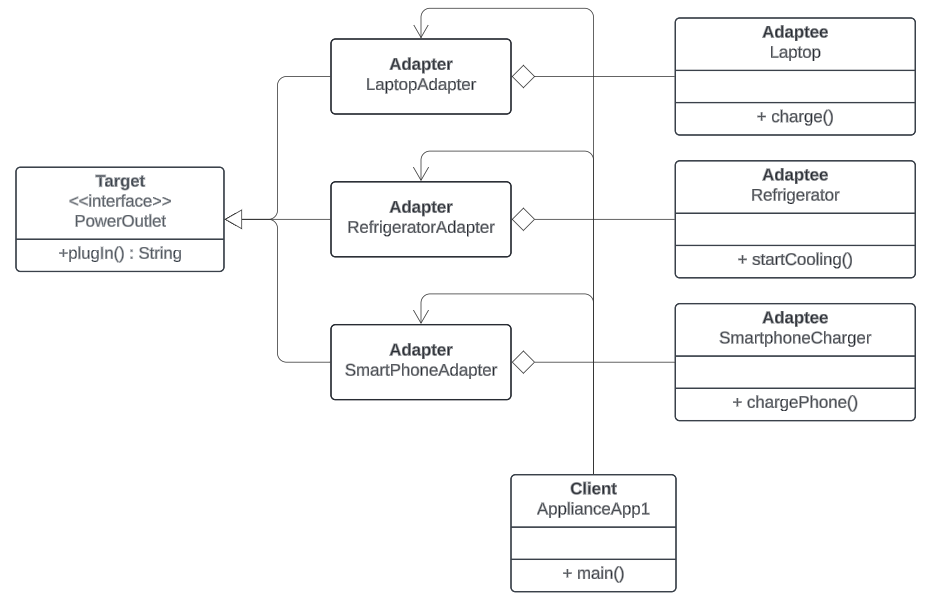 Adapter
LaptopAdapter
Adaptee
Laptop
+ charge()
Target
<<interface>>
PowerOutlet
+plugIn() : String
Adapter
RefrigeratorAdapter
Adaptee
Refrigerator
+ startCooling()
Adapter
SmartPhoneAdapter
Adaptee
SmartphoneCharger
+ chargePhone()
Client
ApplianceApp1
+ main()